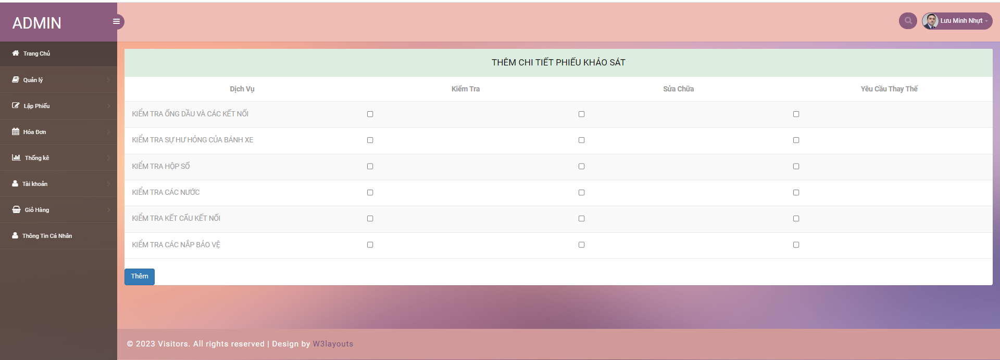 ADMIN
Lưu Minh Nhựt
Trang Chủ
Quản lý
Lập Phiếu
Hóa Đơn
Thống kê
Tài khoản
Giỏ Hàng
Thông Tin Cá Nhân
THÊM CHI TIẾT PHIẾU KHẢO SÁT
Dịch Vụ Kiểm Tra Sửa Chữa Yêu Cầu Thay Thế
KIỂM TRA ỐNG DẦU VÀ CÁC KẾT NỐI
KIỂM TRA SỰ HƯ HỎNG CỦA BÁNH XE
KIỂM TRA HỘP SỐ
KIỂM TRA CÁC NƯỚC
KIỂM TRA KẾT CẤU KẾT NỐI
KIỂM TRA CÁC NẮP BẢO VỆ
Thêm
© 2023 Visitors. All rights reserved | Design by W3layouts